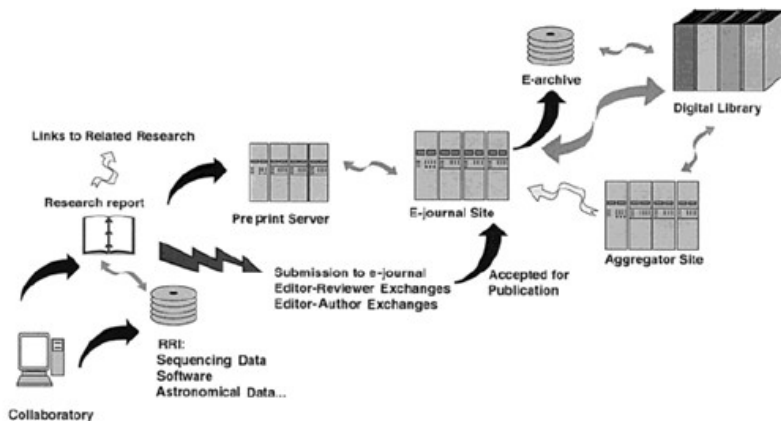 E-archive
Digital Library
Links to Related Research
Research report
Preprint Server
E-journal Site
Aggregator Site
Submission to e-journal
Editor-Reviewer Exchanges
Editor-Author Exchanges
Accepted for
Publication
RRI:
Sequencing Data
Software
Astronomical Data...
Collaboratory